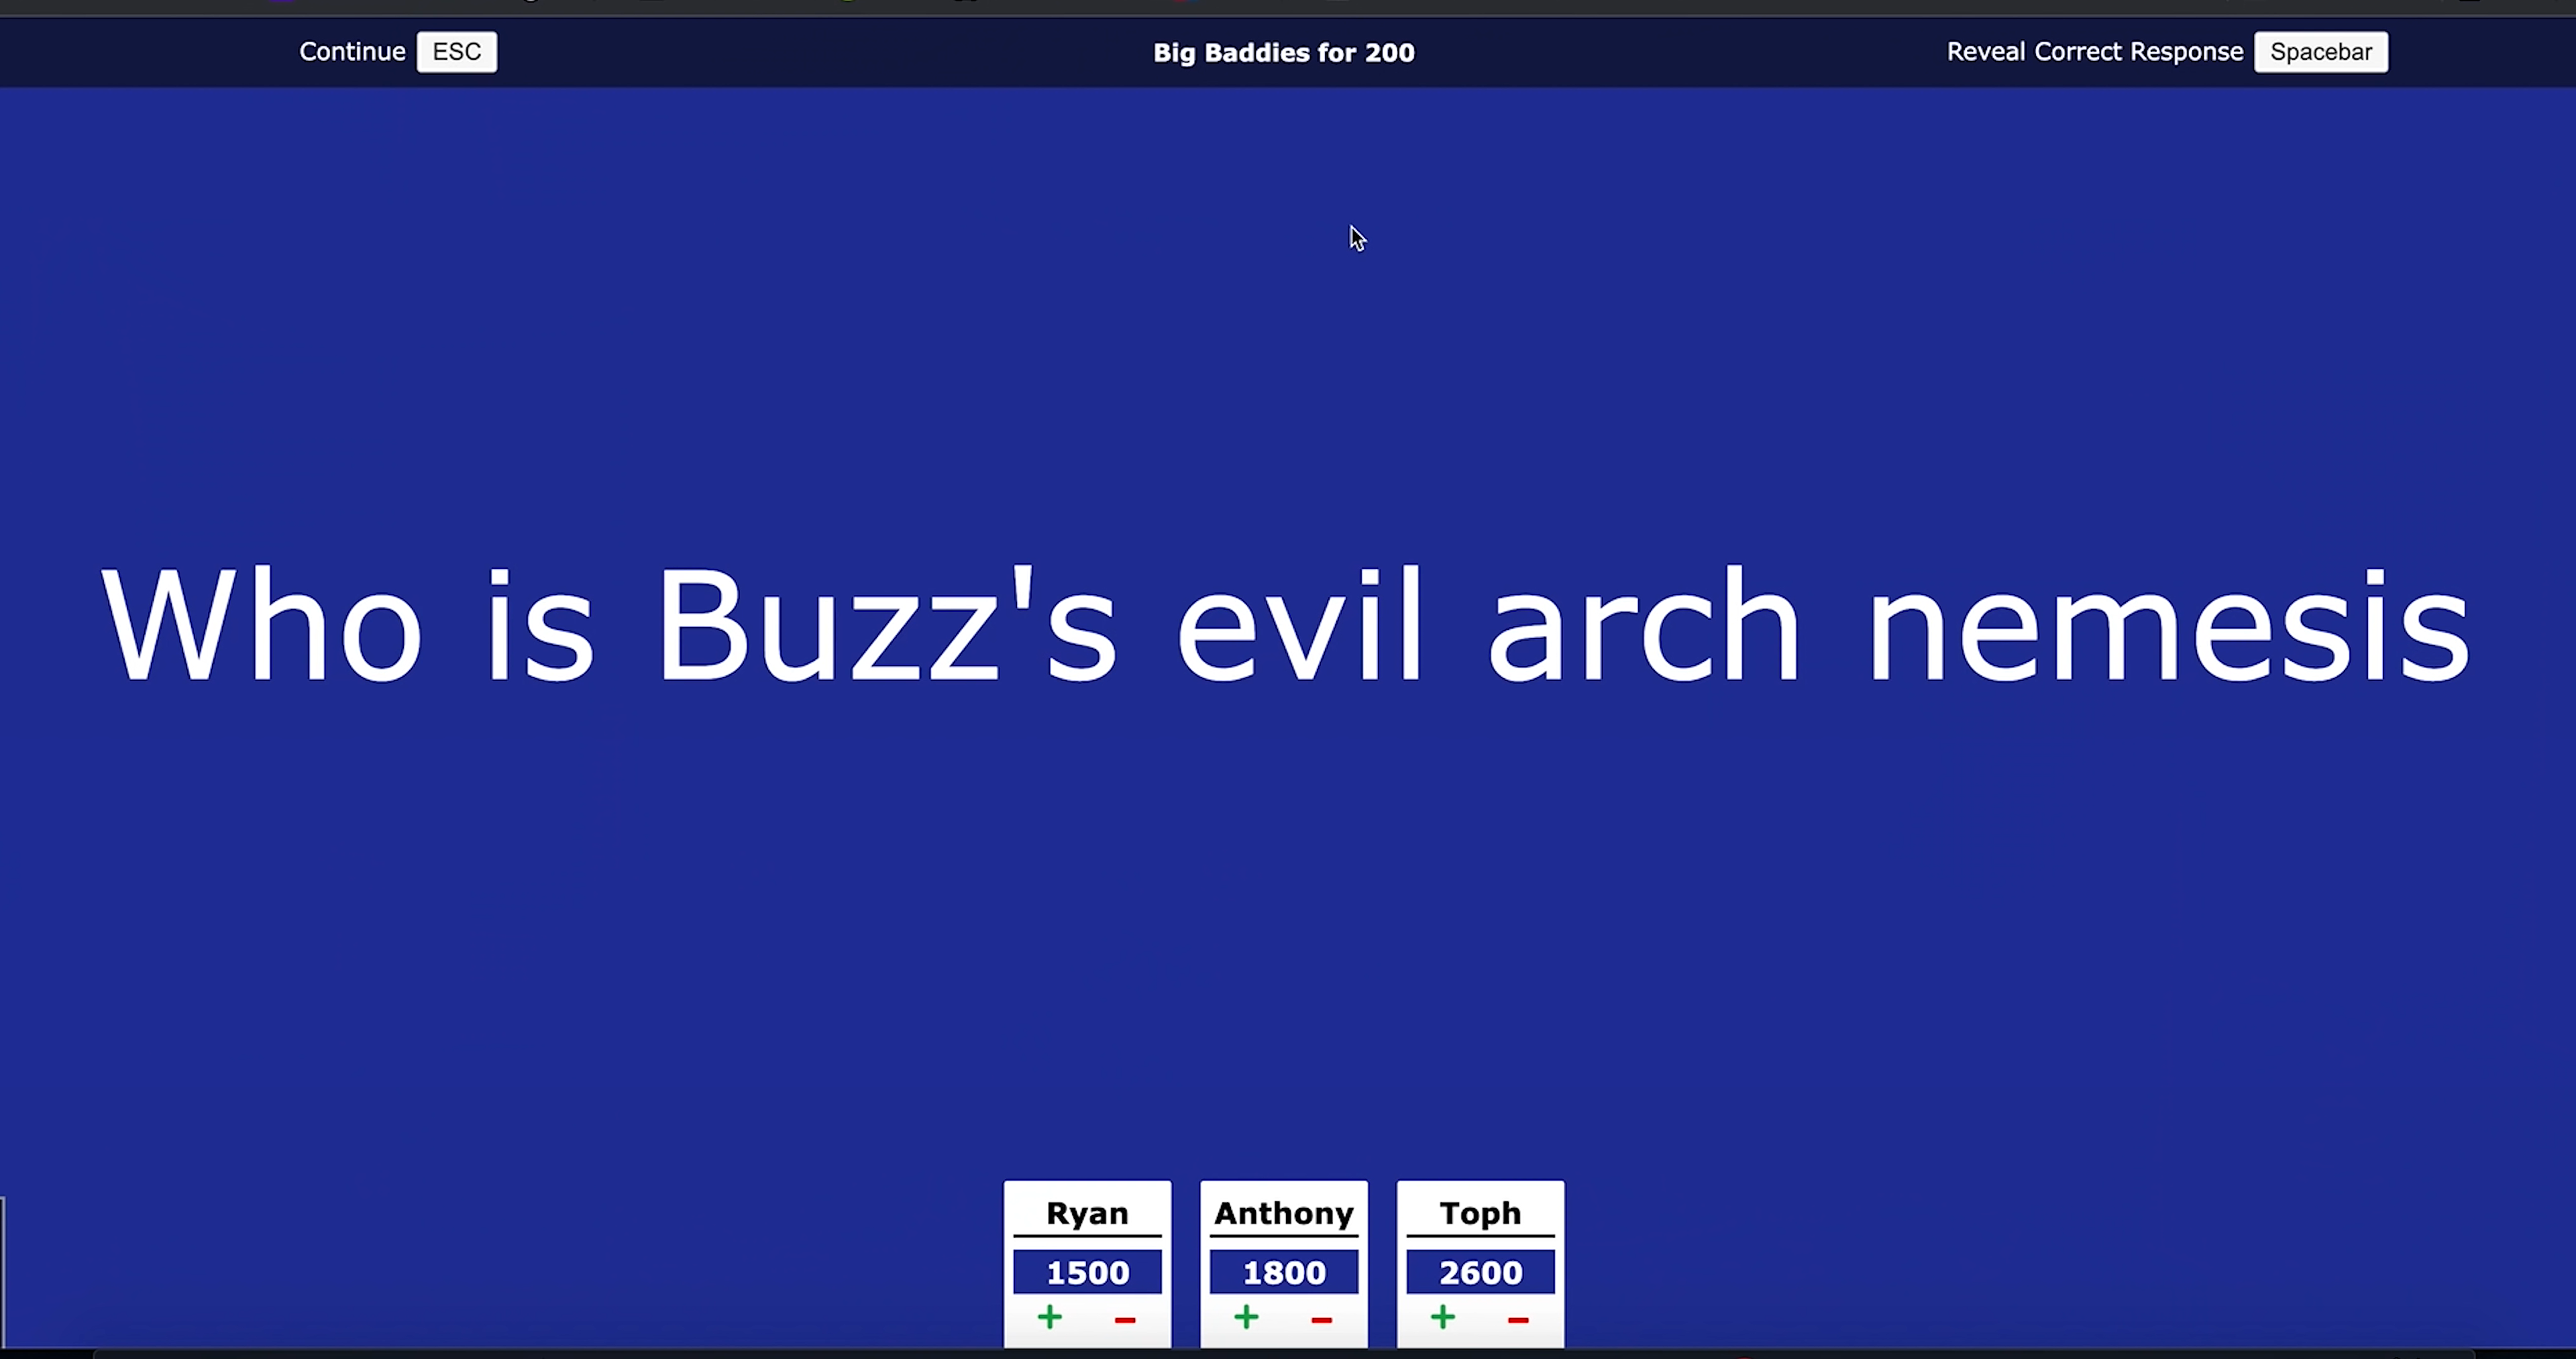 Continue ESC Big Baddies for 200 Reveal Correct Response Spacebar
Who is Buzz's evil arch nemesis
Ryan Anthony Toph
1500 1800 2600
+ - + - + -